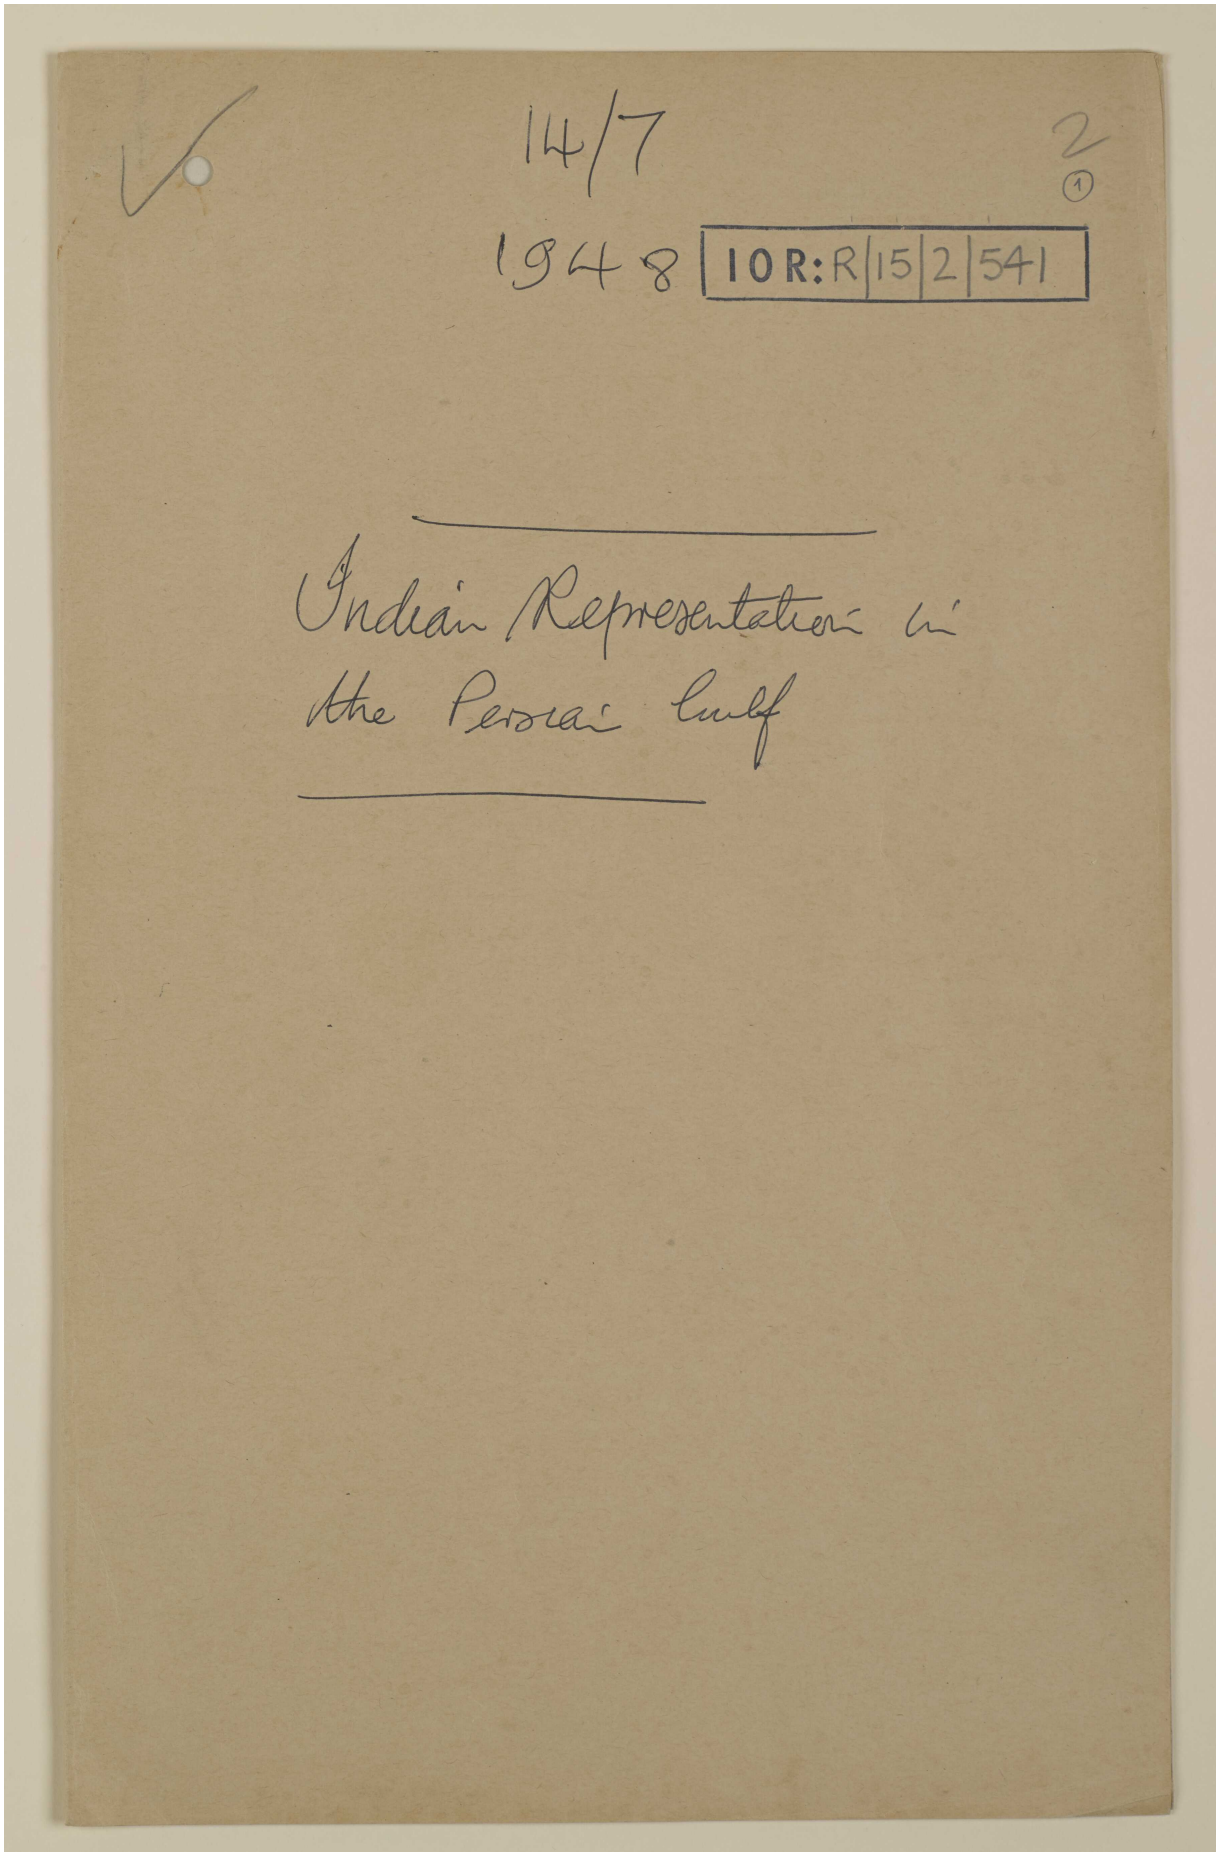 14/7
2
1
1948
IOR: R/15/2/541
Indian Representation in
the Persian Gulf